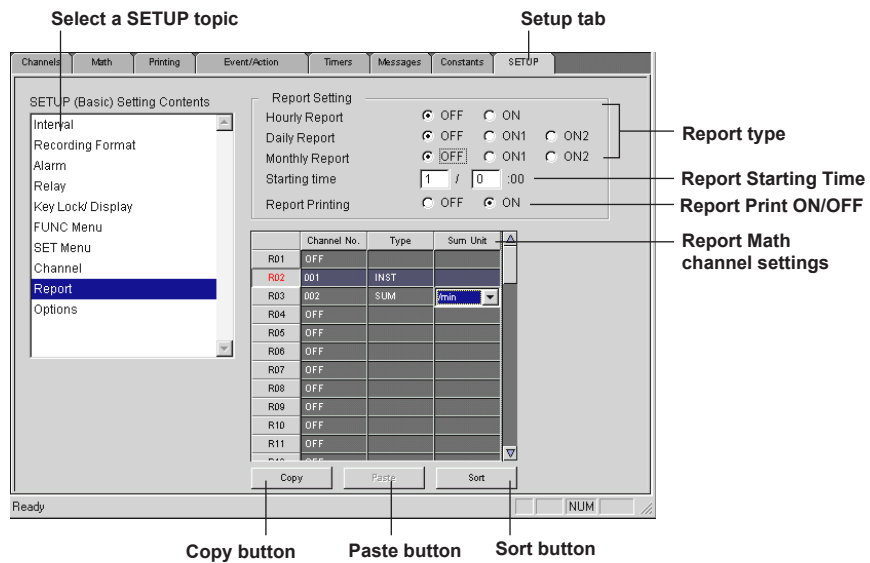 Select a SETUP topic
Setup tab
Channels Math Printing Event/Action Timers Messages Constants SETUP
SETUP (Basic) Setting Contents
Interval
Recording Format
Alarm
Relay
Key Lock/ Display
FUNC Menu
SET Menu
Channel
Report
Options
Report Setting
Hourly Report OFF ON
Daily Report OFF ON1 ON2
Monthly Report OFF ON1 ON2
Starting time 1 / 0 :00
Report Printing OFF ON
Report type
Report Starting Time
Report Print ON/OFF
Report Math
channel settings
Channel No. Type Sum Unit
R01 OFF
R02 001 INST
R03 002 SUM /min
R04 OFF
R05 OFF
R06 OFF
R07 OFF
R08 OFF
R09 OFF
R10 OFF
R11 OFF
Copy Paste Sort
Ready NUM
Copy button
Paste button
Sort button